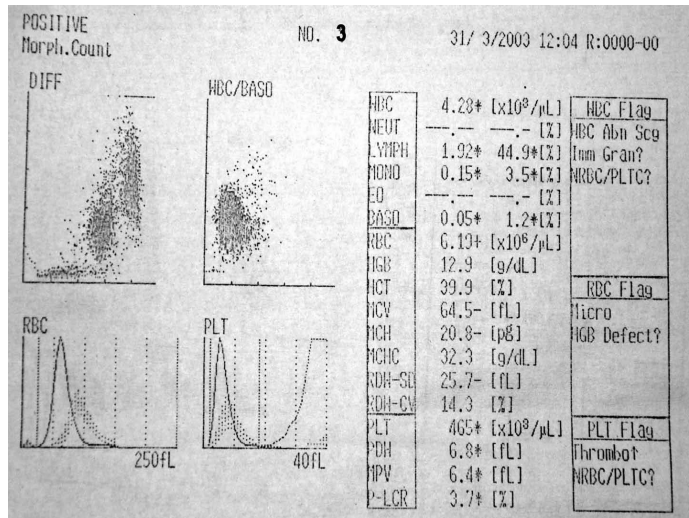 POSITIVE
Morph.Count
NO. 3
31/ 3/2003 12:04 R:0000-00
DIFF
WBC/BASO
WBC 4.28* [x10³/µL]
NEUT ---.-- ---.- [%]
LYMPH 1.92* 44.9*[%]
MONO 0.15* 3.5*[%]
EO ---.-- ---.- [%]
BASO 0.05* 1.2*[%]
RBC 6.19+ [x10⁶/µL]
HGB 12.9 [g/dL]
HCT 39.9 [%]
MCV 64.5- [fL]
MCH 20.8- [pg]
MCHC 32.3 [g/dL]
RDW-SD 25.7- [fL]
RDW-CV 14.3 [%]
PLT 465* [x10³/µL]
PDW 6.8* [fL]
MPV 6.4* [fL]
P-LCR 3.7* [%]
WBC Flag
WBC Abn Scg
Imm Gran?
NRBC/PLTC?
RBC Flag
Micro
HGB Defect?
PLT Flag
Thrombo↑
NRBC/PLTC?
RBC
250fL
PLT
40fL